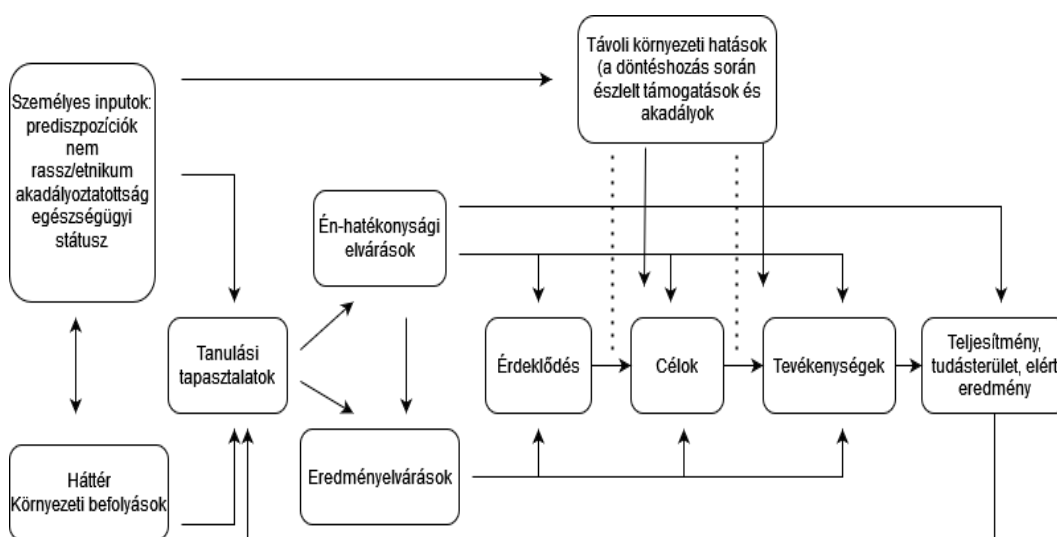 Távoli környezeti hatások
(a döntéshozás során
észlelt támogatások és
akadályok
Személyes inputok:
prediszpozíciók
nem
rassz/etnikum
akadályoztatottság
egészségügyi
státusz
Én-hatékonysági
elvárások
Tanulási
tapasztalatok
Érdeklődés
Célok
Tevékenységek
Teljesítmény,
tudásterület, elért
eredmény
Háttér
Környezeti befolyások
Eredményelvárások